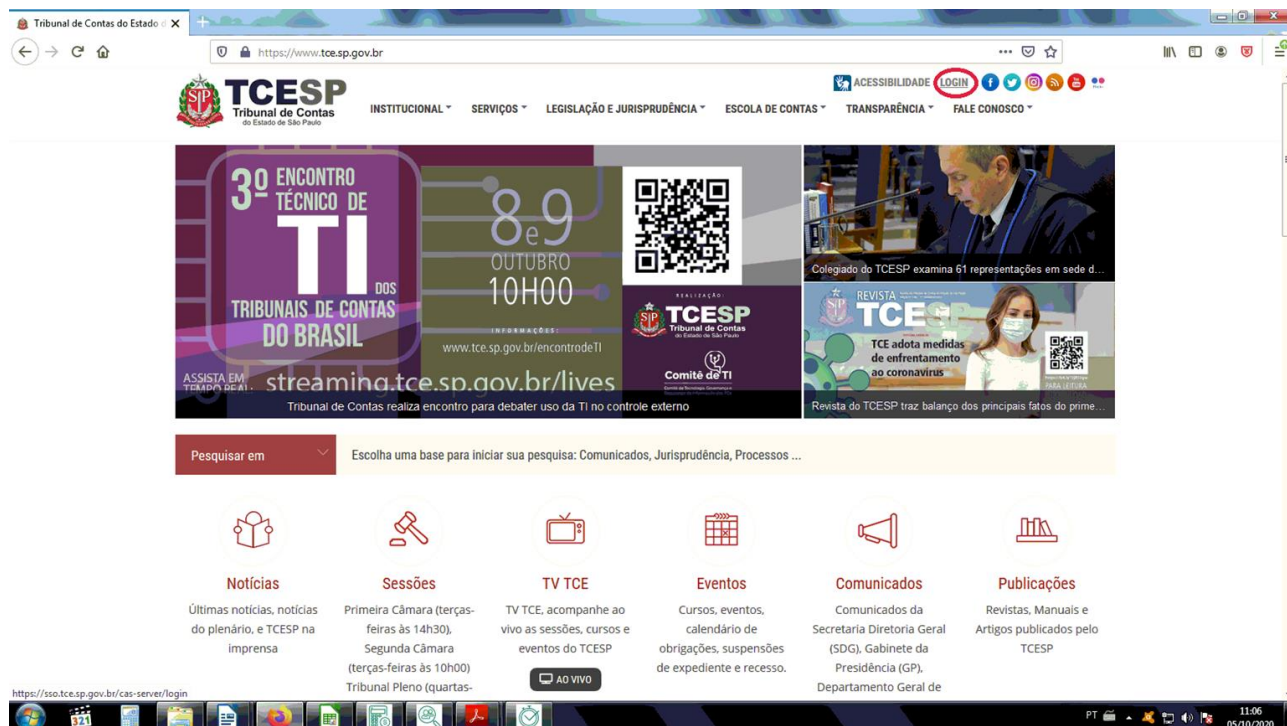 Tribunal de Contas do Estado d
https://www.tce.sp.gov.br
ACESSIBILIDADE LOGIN
TCESP
Tribunal de Contas
do Estado de São Paulo
INSTITUCIONAL SERVIÇOS LEGISLAÇÃO E JURISPRUDÊNCIA ESCOLA DE CONTAS TRANSPARÊNCIA FALE CONOSCO
3º ENCONTRO
TÉCNICO DE
TI
DOS
TRIBUNAIS DE CONTAS
DO BRASIL
8 e 9
OUTUBRO
10H00
INFORMAÇÕES:
www.tce.sp.gov.br/encontrodeTI
ASSISTA EM
TEMPO REAL:
streaming.tce.sp.gov.br/lives
REALIZAÇÃO:
TCESP
Tribunal de Contas
do Estado de São Paulo
Comitê de TI
Tribunal de Contas realiza encontro para debater uso da TI no controle externo
Colegiado do TCESP examina 61 representações em sede d...
REVISTA
TCESP
TCE adota medidas
de enfrentamento
ao coronavírus
PARA LEITURA
Revista do TCESP traz balanço dos principais fatos do prime...
Pesquisar em
Escolha uma base para iniciar sua pesquisa: Comunicados, Jurisprudência, Processos ...
Notícias
Últimas notícias, notícias
do plenário, e TCESP na
imprensa
Sessões
Primeira Câmara (terças-
feiras às 14h30),
Segunda Câmara
(terças-feiras às 10h00)
Tribunal Pleno (quartas-
TV TCE
TV TCE, acompanhe ao
vivo as sessões, cursos e
eventos do TCESP
AO VIVO
Eventos
Cursos, eventos,
calendário de
obrigações, suspensões
de expediente e recesso.
Comunicados
Comunicados da
Secretaria Diretoria Geral
(SDG), Gabinete da
Presidência (GP),
Departamento Geral de
Publicações
Revistas, Manuais e
Artigos publicados pelo
TCESP
https://sso.tce.sp.gov.br/cas-server/login
321
PT
11:06
05/10/2020